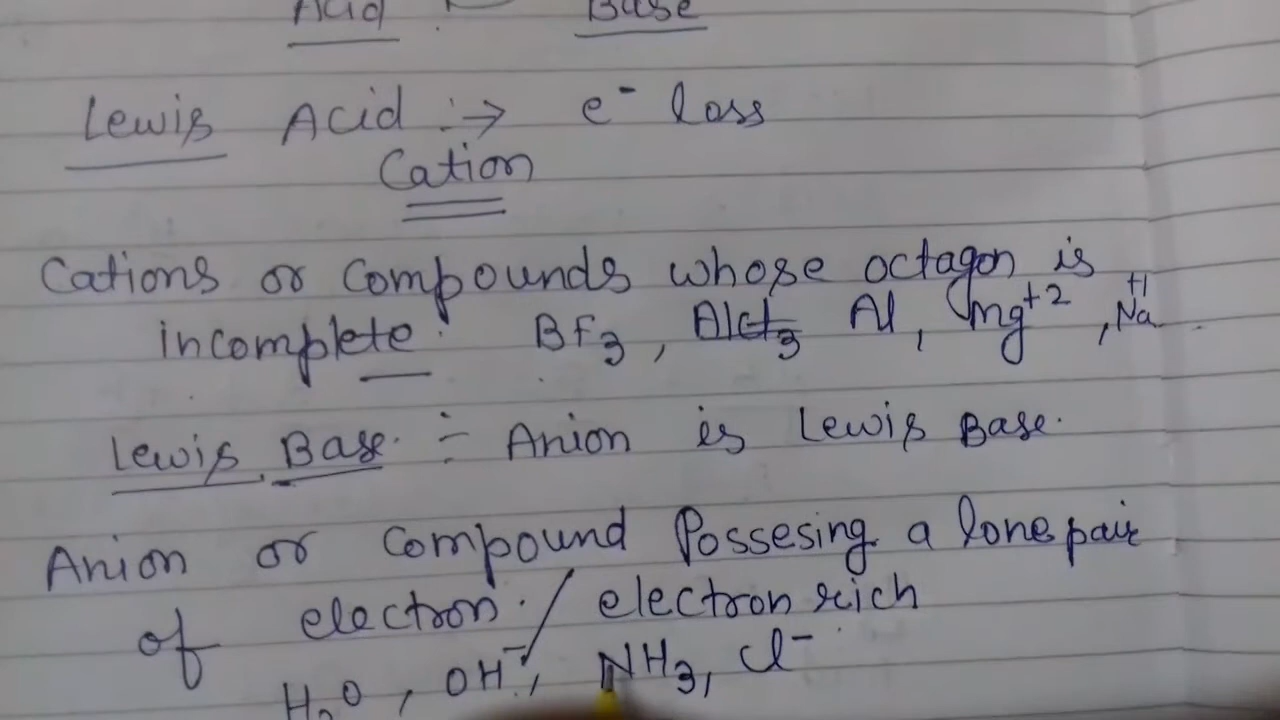 Acid Base
Lewis Acid :→ e⁻ loss
Cation
Cations or compounds whose octagon is
incomplete. BF₃, AlCl₃ Al, mg⁺², Na⁺¹
Lewis Base :- Anion is Lewis Base.
Anion or compound Possesing a lone pair
of electron. / electron rich
H₂O, OH⁻, NH₃, Cl⁻